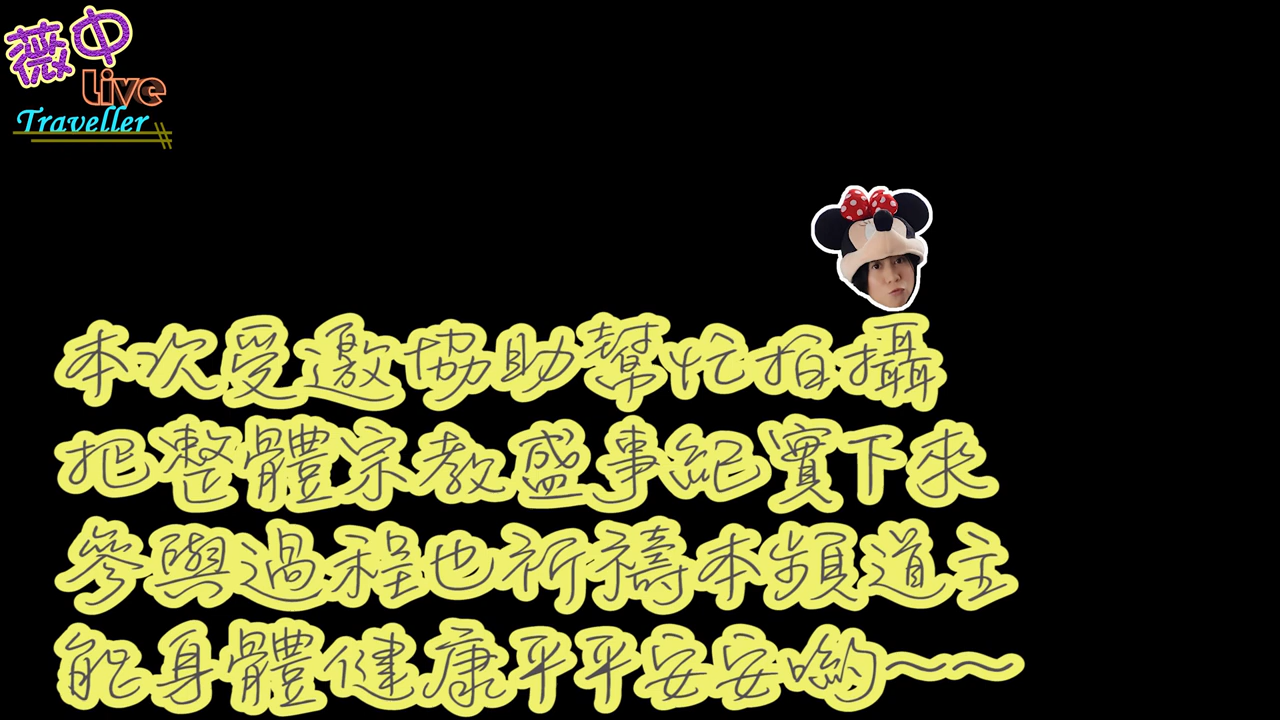 薇中
Live
Traveller
本次受邀協助幫忙拍攝
把整體宗教盛事紀實下來
參與過程也祈禱本頻道主
能身體健康平平安安喲~~